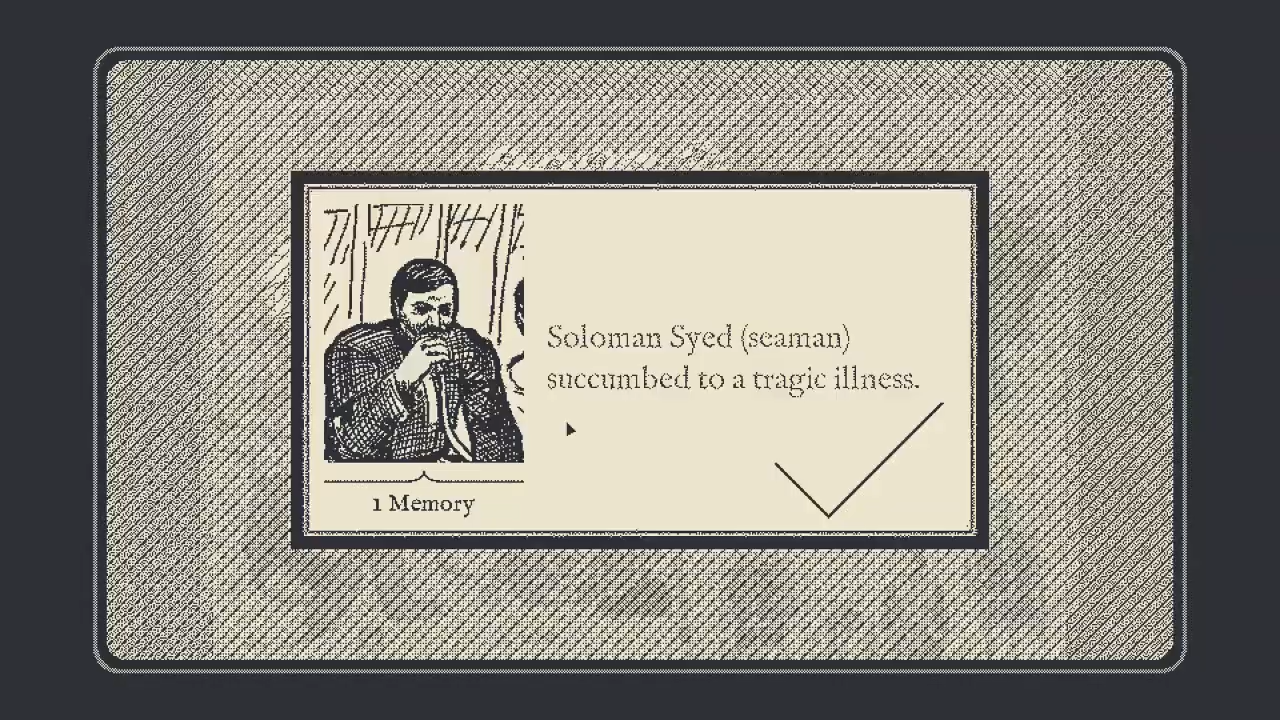 Soloman Syed (seaman)
succumbed to a tragic illness.
1 Memory